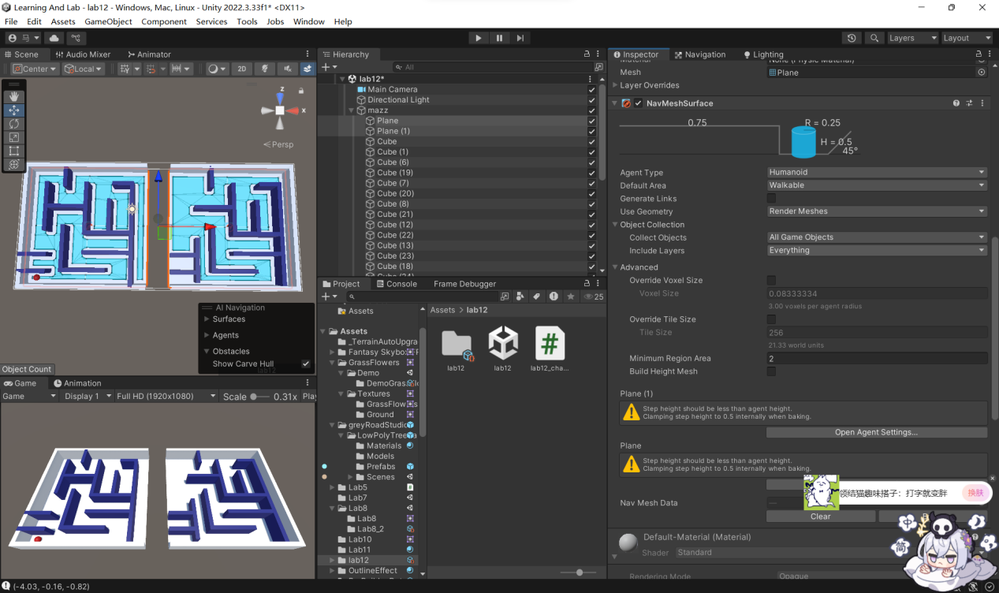 Learning And Lab - lab12 - Windows, Mac, Linux - Unity 2022.3.33f1* <DX11>
File Edit Assets GameObject Component Services Tools Jobs Window Help
马
Layers
Layout
Scene Audio Mixer Animator
Center Local 2D
z
x
Persp
AI Navigation
Surfaces
Agents
Obstacles
Show Carve Hull
Object Count
Game Animation
Game Display 1 Full HD (1920x1080) Scale 0.31x Pla
Hierarchy
All
lab12*
Main Camera
Directional Light
mazz
Plane
Plane (1)
Cube
Cube (1)
Cube (6)
Cube (19)
Cube (7)
Cube (20)
Cube (8)
Cube (21)
Cube (12)
Cube (22)
Cube (13)
Cube (23)
Cube (18)
Project Console Frame Debugger
25
Assets
Assets
_TerrainAutoUpgra
Fantasy Skybo
GrassFlowers
Demo
DemoGras
Textures
GrassFlow
Ground
greyRoadStudio
LowPolyTree
Materials
Models
Prefabs
Scenes
Lab5
Lab7
Lab8
Lab8
Lab8_2
Lab10
Lab11
lab12
OutlineEffect
Assets > lab12
lab12
lab12
lab12_cha...
Inspector Navigation Lighting
Material None (Physic Material)
Mesh Plane
Layer Overrides
NavMeshSurface
0.75
R = 0.25
H = 0.5
45°
Agent Type Humanoid
Default Area Walkable
Generate Links
Use Geometry Render Meshes
Object Collection
Collect Objects All Game Objects
Include Layers Everything
Advanced
Override Voxel Size
Voxel Size 0.08333334
3.00 voxels per agent radius
Override Tile Size
Tile Size 256
21.33 world units
Minimum Region Area 2
Build Height Mesh
Plane (1)
Step height should be less than agent height.
Clamping step height to 0.5 internally when baking.
Open Agent Settings...
Plane
Step height should be less than agent height.
Clamping step height to 0.5 internally when baking.
领结猫趣味搭子：打字就变胖
换肤
Nav Mesh Data —
Clear
Default-Material (Material)
Shader Standard
Rendering Mode Opaque
中
简
(-4.03, -0.16, -0.82)